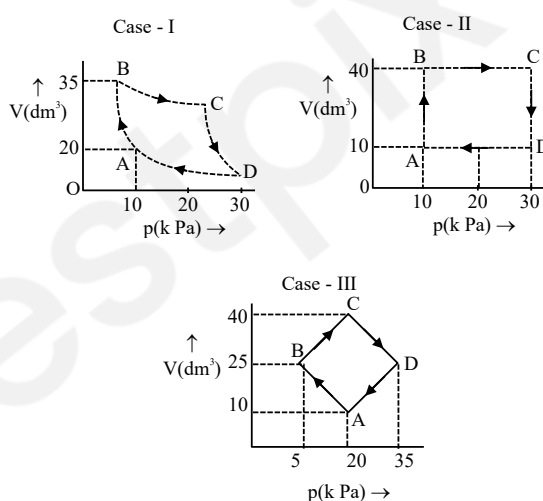 Case - I
B
35
C
V(dm³)
20
A
D
O
10
20
30
p(k Pa) →
Case - II
B
C
40
V(dm³)
10
A
D
10
20
30
p(k Pa) →
Case - III
C
40
V(dm³)
25
B
D
10
A
5
20
35
p(k Pa) →